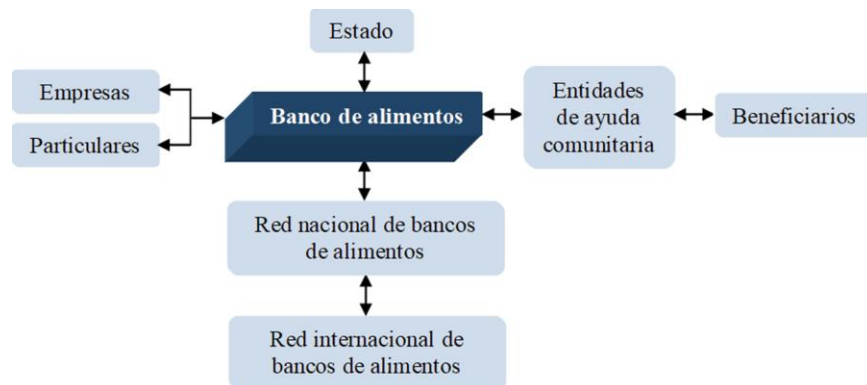 Estado
Empresas
Particulares
Banco de alimentos
Entidades
de ayuda
comunitaria
Beneficiarios
Red nacional de bancos
de alimentos
Red internacional de
bancos de alimentos